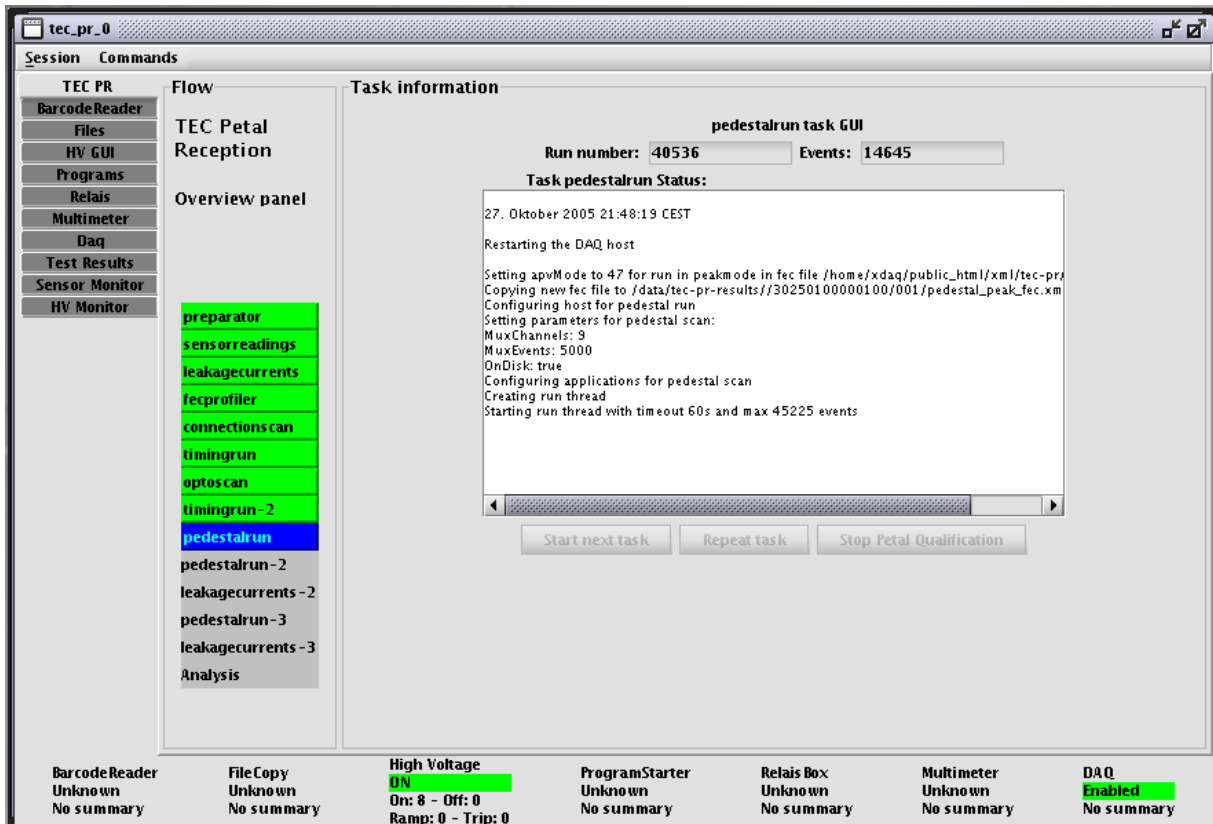 tec_pr_0
Session Commands
TEC PR
BarcodeReader
Files
HV GUI
Programs
Relais
Multimeter
Daq
Test Results
Sensor Monitor
HV Monitor
Flow
TEC Petal
Reception
Overview panel
preparator
sensorreadings
leakagecurrents
fecprofiler
connectionscan
timingrun
optoscan
timingrun-2
pedestalrun
pedestalrun-2
leakagecurrents-2
pedestalrun-3
leakagecurrents-3
Analysis
Task information
pedestalrun task GUI
Run number: 40536 Events: 14645
Task pedestalrun Status:
27. Oktober 2005 21:48:19 CEST
Restarting the DAQ host
Setting apvMode to 47 for run in peakmode in fec file /home/xdaq/public_html/xml/tec-pr/
Copying new fec file to /data/tec-pr-results//30250100000100/001/pedestal_peak_fec.xm
Configuring host for pedestal run
Setting parameters for pedestal scan:
MuxChannels: 9
MuxEvents: 5000
OnDisk: true
Configuring applications for pedestal scan
Creating run thread
Starting run thread with timeout 60s and max 45225 events
Start next task Repeat task Stop Petal Qualification
BarcodeReader
Unknown
No summary
FileCopy
Unknown
No summary
High Voltage
ON
On: 8 - Off: 0
Ramp: 0 - Trip: 0
ProgramStarter
Unknown
No summary
Relais Box
Unknown
No summary
Multimeter
Unknown
No summary
DAQ
Enabled
No summary